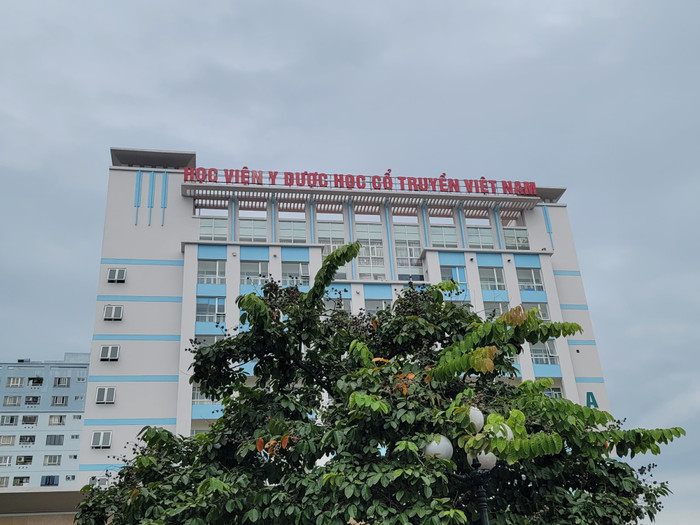 HỌC VIỆN Y DƯỢC HỌC CỔ TRUYỀN VIỆT NAM
A